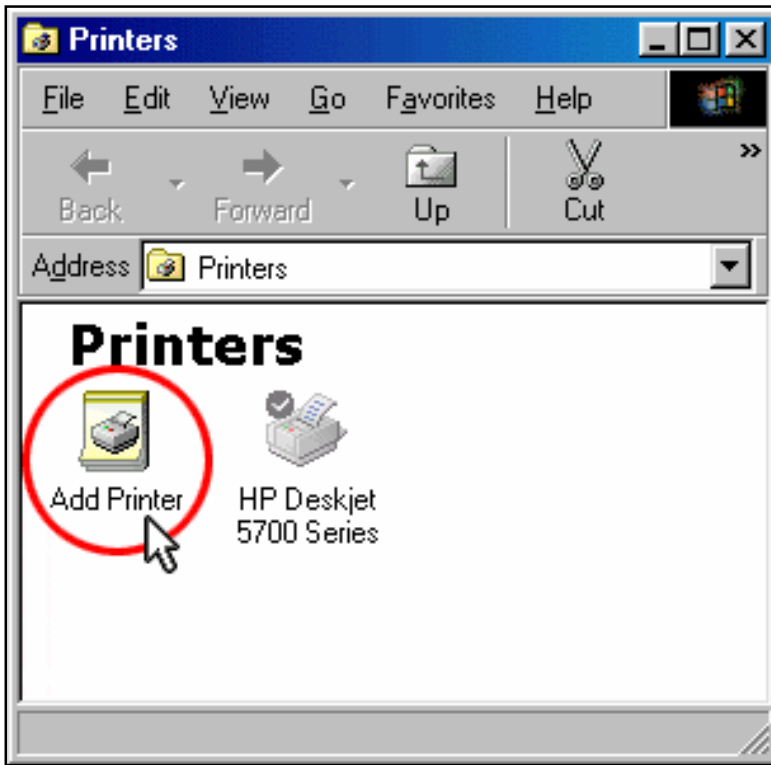 Printers
File Edit View Go Favorites Help
Back Forward Up Cut »
Address Printers
Printers
Add Printer HP Deskjet
5700 Series